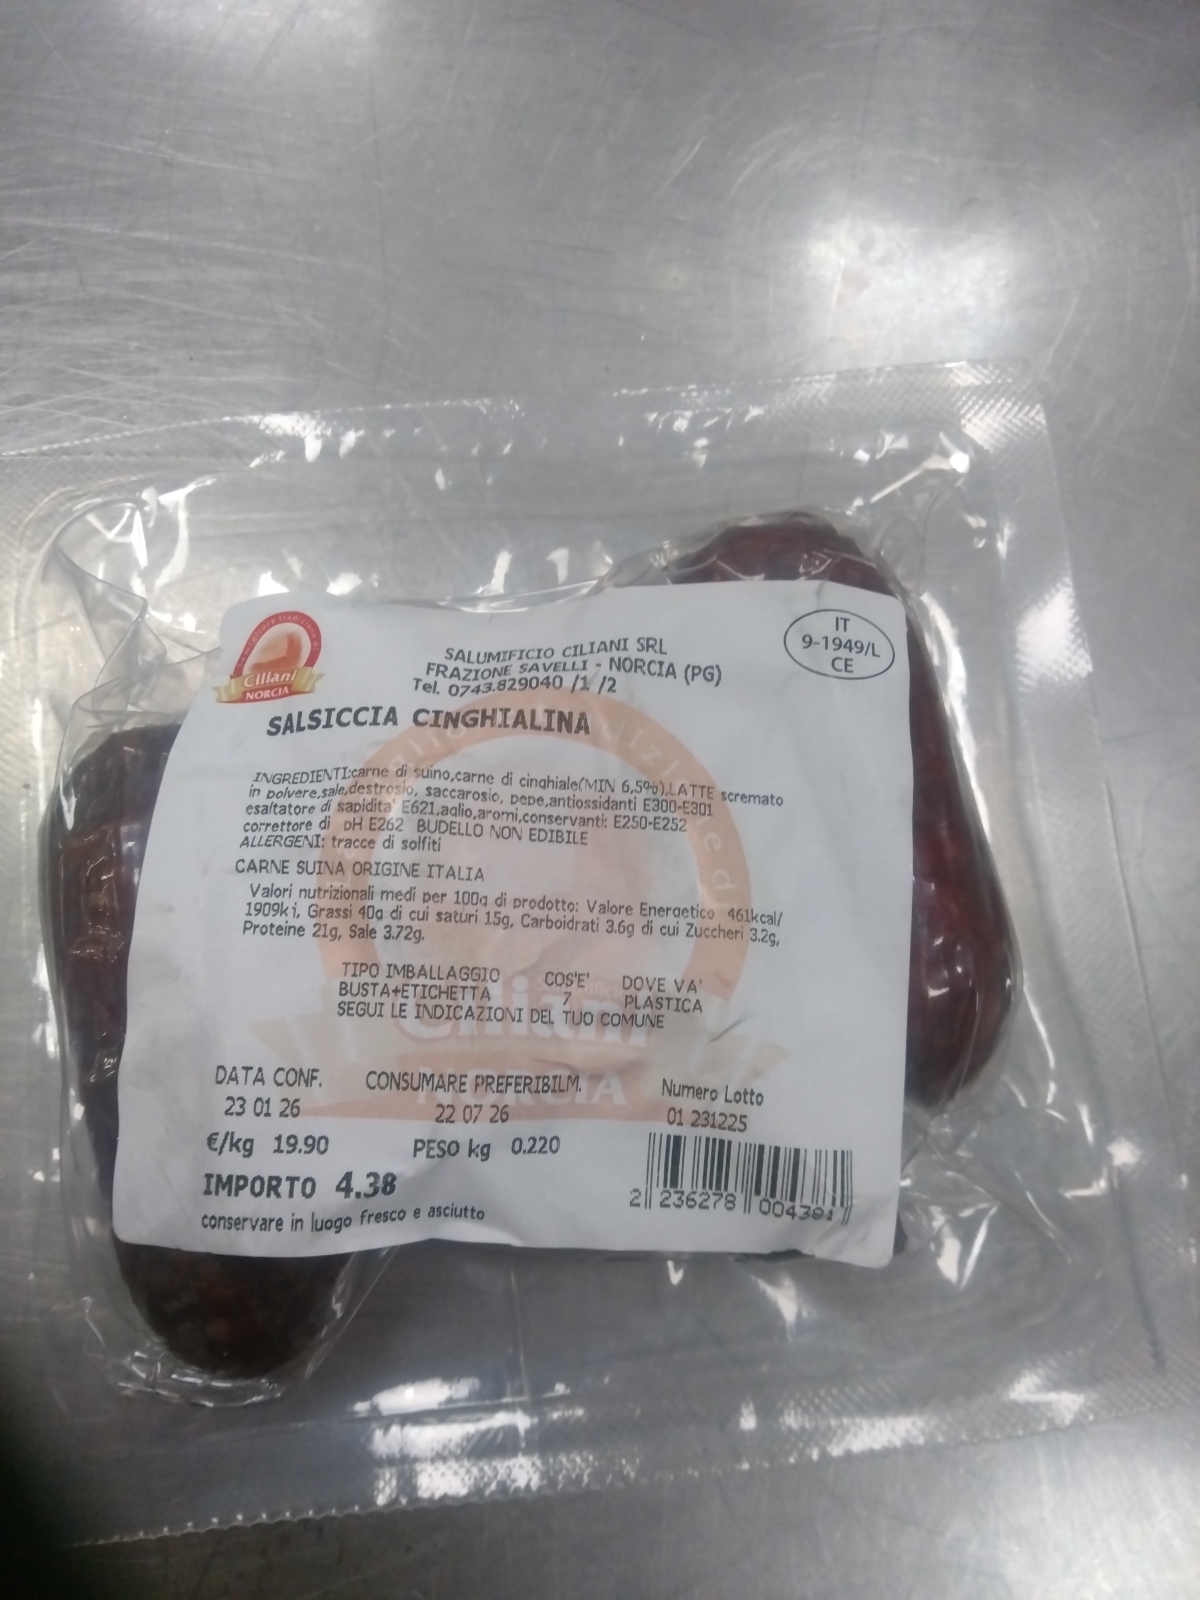 la migliore tradizione di
Ciliani
NORCIA
SALUMIFICIO CILIANI SRL
FRAZIONE SAVELLI - NORCIA (PG)
Tel. 0743.829040 /1 /2
IT
9-1949/L
CE
SALSICCIA CINGHIALINA
INGREDIENTI:carne di suino,carne di cinghiale(MIN 6,5%),LATTE scremato
in polvere,sale,destrosio, saccarosio, pepe,antiossidanti E300-E301
esaltatore di sapidita' E621,aglio,aromi,conservanti: E250-E252
correttore di pH E262 BUDELLO NON EDIBILE
ALLERGENI: tracce di solfiti
CARNE SUINA ORIGINE ITALIA
Valori nutrizionali medi per 100g di prodotto: Valore Energetico 461kcal/
1909kj, Grassi 40g di cui saturi 15g, Carboidrati 3.6g di cui Zuccheri 3.2g,
Proteine 21g, Sale 3.72g.
TIPO IMBALLAGGIO COS'E' DOVE VA'
BUSTA+ETICHETTA 7 PLASTICA
SEGUI LE INDICAZIONI DEL TUO COMUNE
Ciliani
NORCIA
DATA CONF. CONSUMARE PREFERIBILM. Numero Lotto
23 01 26 22 07 26 01 231225
€/kg 19.90 PESO kg 0.220
IMPORTO 4.38
conservare in luogo fresco e asciutto
2 236278 004381